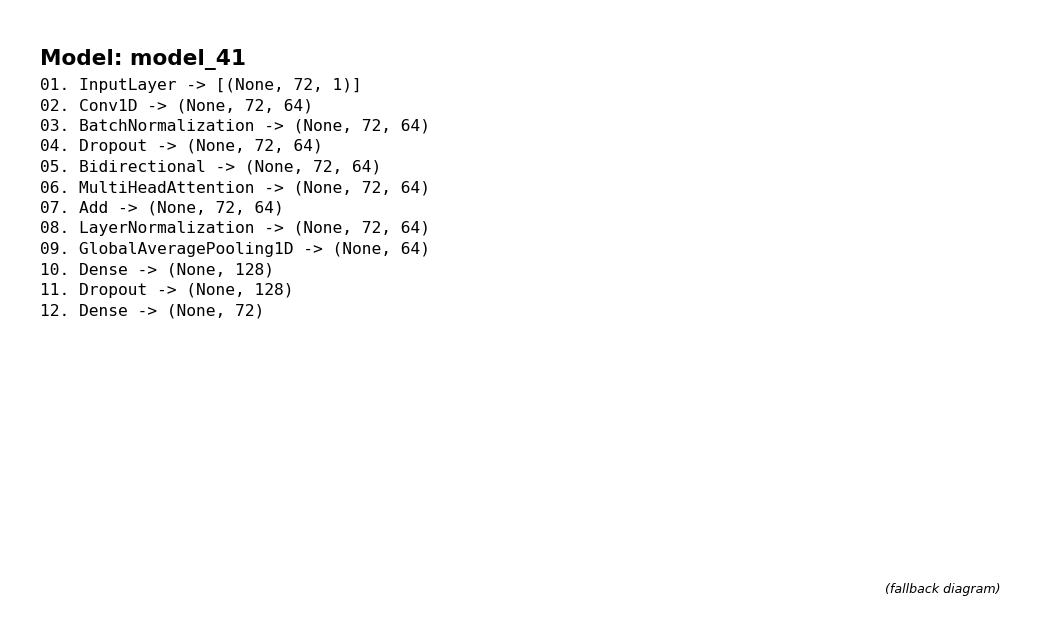 Model: model_41
01. InputLayer -> [(None, 72, 1)]
02. Conv1D -> (None, 72, 64)
03. BatchNormalization -> (None, 72, 64)
04. Dropout -> (None, 72, 64)
05. Bidirectional -> (None, 72, 64)
06. MultiHeadAttention -> (None, 72, 64)
07. Add -> (None, 72, 64)
08. LayerNormalization -> (None, 72, 64)
09. GlobalAveragePooling1D -> (None, 64)
10. Dense -> (None, 128)
11. Dropout -> (None, 128)
12. Dense -> (None, 72)
(fallback diagram)